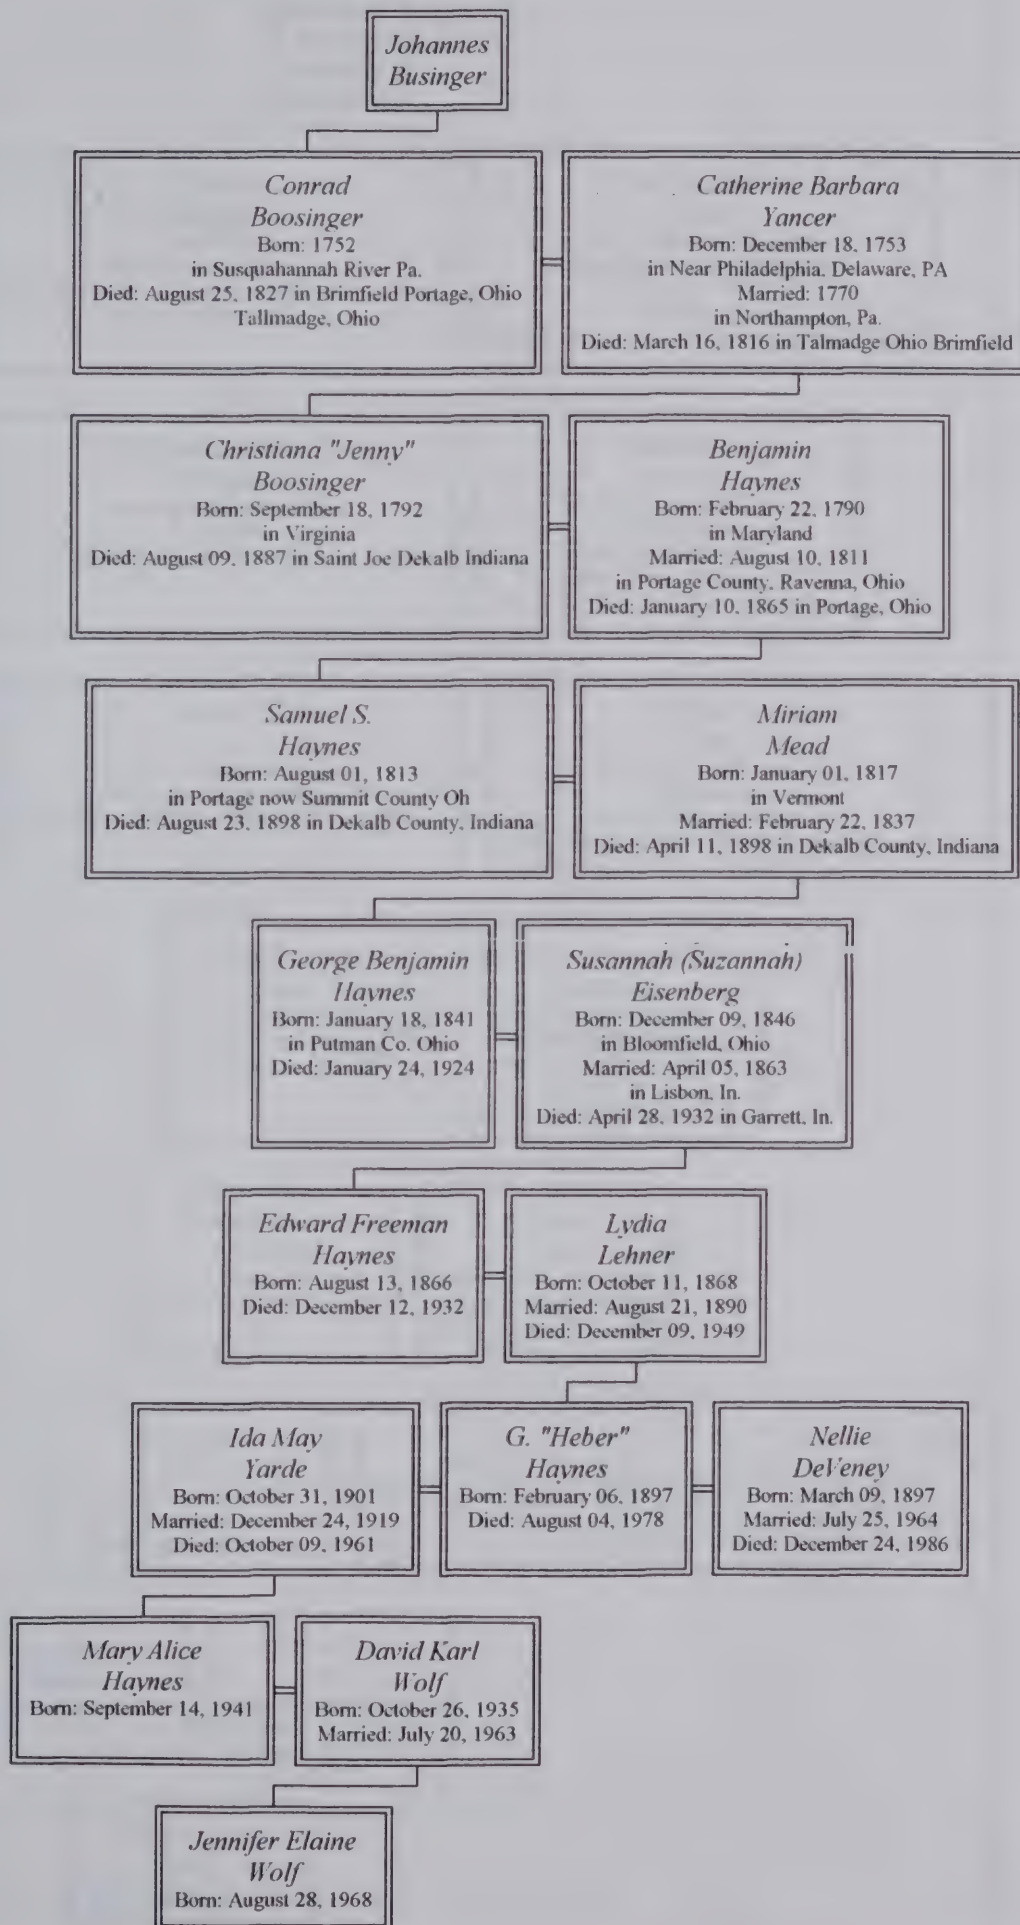 Johannes
Businger
Conrad
Boosinger
Born: 1752
in Susquahannah River Pa.
Died: August 25, 1827 in Brimfield Portage, Ohio
Tallmadge, Ohio
Catherine Barbara
Yancer
Born: December 18, 1753
in Near Philadelphia. Delaware, PA
Married: 1770
in Northampton, Pa.
Died: March 16, 1816 in Talmadge Ohio Brimfield
Christiana "Jenny"
Boosinger
Born: September 18, 1792
in Virginia
Died: August 09, 1887 in Saint Joe Dekalb Indiana
Benjamin
Haynes
Born: February 22, 1790
in Maryland
Married: August 10, 1811
in Portage County, Ravenna, Ohio
Died: January 10, 1865 in Portage, Ohio
Samuel S.
Haynes
Born: August 01, 1813
in Portage now Summit County Oh
Died: August 23, 1898 in Dekalb County, Indiana
Miriam
Mead
Born: January 01, 1817
in Vermont
Married: February 22, 1837
Died: April 11, 1898 in Dekalb County, Indiana
George Benjamin
Haynes
Born: January 18, 1841
in Putman Co. Ohio
Died: January 24, 1924
Susannah (Suzannah)
Eisenberg
Born: December 09, 1846
in Bloomfield, Ohio
Married: April 05, 1863
in Lisbon, In.
Died: April 28, 1932 in Garrett, In.
Edward Freeman
Haynes
Born: August 13, 1866
Died: December 12, 1932
Lydia
Lehner
Born: October 11, 1868
Married: August 21, 1890
Died: December 09, 1949
Ida May
Yarde
Born: October 31, 1901
Married: December 24, 1919
Died: October 09, 1961
G. "Heber"
Haynes
Born: February 06, 1897
Died: August 04, 1978
Nellie
DeVeney
Born: March 09, 1897
Married: July 25, 1964
Died: December 24, 1986
Mary Alice
Haynes
Born: September 14, 1941
David Karl
Wolf
Born: October 26, 1935
Married: July 20, 1963
Jennifer Elaine
Wolf
Born: August 28, 1968